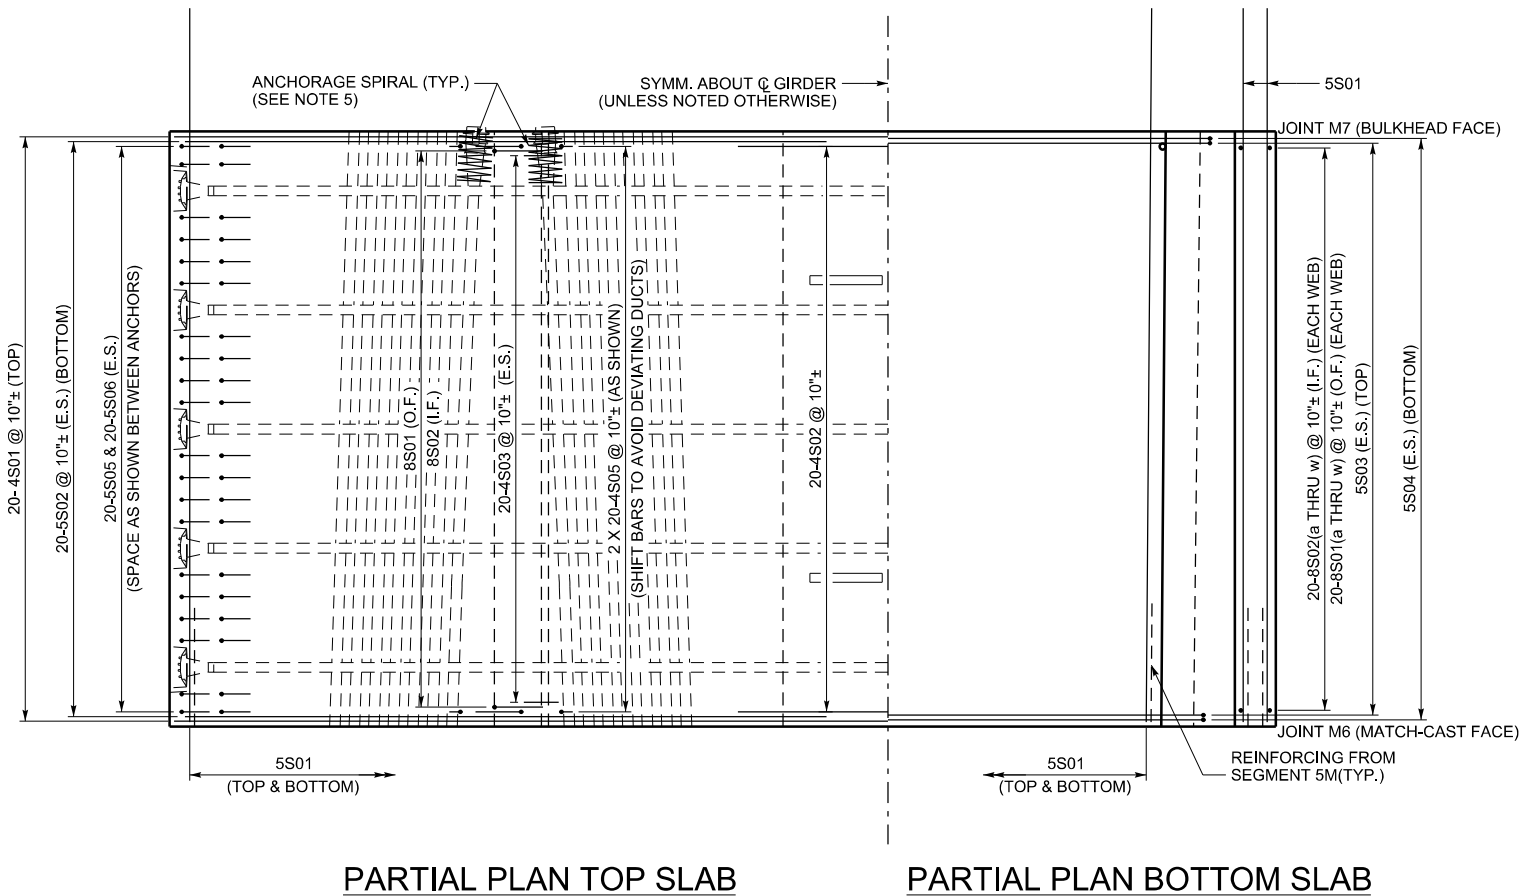 ANCHORAGE SPIRAL (TYP.)
(SEE NOTE 5)
SYMM. ABOUT ℄ GIRDER
(UNLESS NOTED OTHERWISE)
5S01
JOINT M7 (BULKHEAD FACE)
20-4S01 @ 10"± (TOP)
20-5S02 @ 10"± (E.S.) (BOTTOM)
20-5S05 & 20-5S06 (E.S.)
(SPACE AS SHOWN BETWEEN ANCHORS)
8S01 (O.F.)
8S02 (I.F.)
20-4S03 @ 10"± (E.S.)
2 X 20-4S05 @ 10"± (AS SHOWN)
(SHIFT BARS TO AVOID DEVIATING DUCTS)
20-4S02 @ 10"±
20-8S02(a THRU w) @ 10"± (I.F.) (EACH WEB)
20-8S01(a THRU w) @ 10"± (O.F.) (EACH WEB)
5S03 (E.S.) (TOP)
5S04 (E.S.) (BOTTOM)
JOINT M6 (MATCH-CAST FACE)
REINFORCING FROM
SEGMENT 5M(TYP.)
5S01
(TOP & BOTTOM)
5S01
(TOP & BOTTOM)
PARTIAL PLAN TOP SLAB
PARTIAL PLAN BOTTOM SLAB